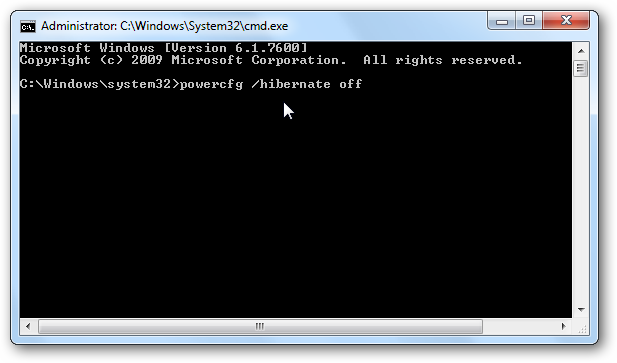 Administrator: C:\Windows\System32\cmd.exe
Microsoft Windows [Version 6.1.7600]
Copyright (c) 2009 Microsoft Corporation.  All rights reserved.
C:\Windows\system32>powercfg /hibernate off